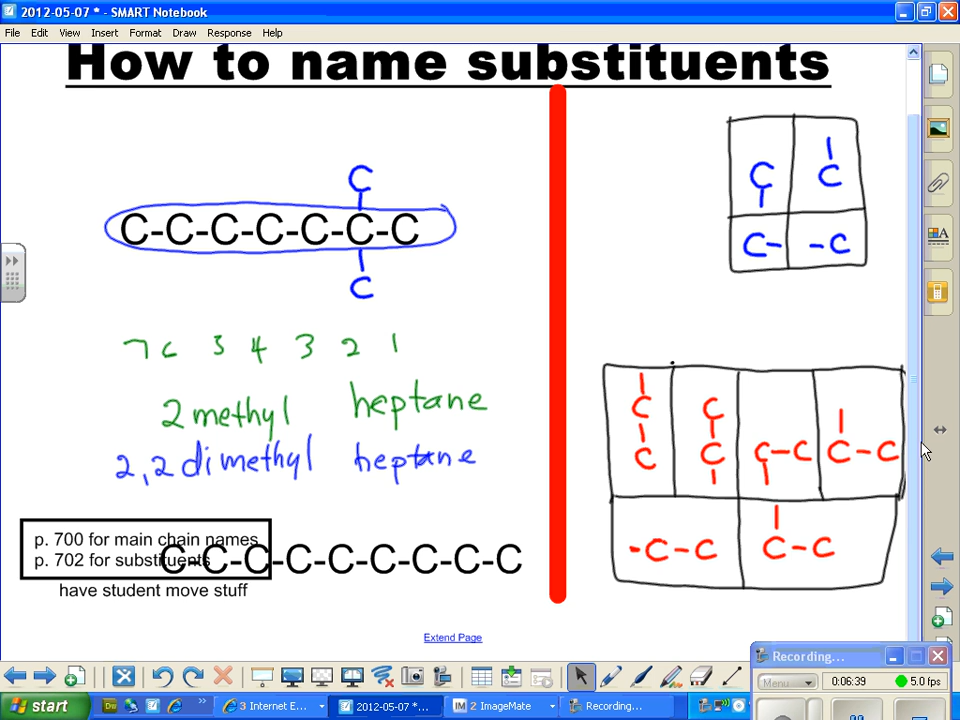 2012-05-07 * - SMART Notebook
File Edit View Insert Format Draw Response Help
How to name substituents
C
C-C-C-C-C-C-C
C
7 6 5 4 3 2 1
2 methyl heptane
2,2 dimethyl heptane
p. 700 for main chain names
p. 702 for substituents
C-C-C-C-C-C-C-C-C
have student move stuff
C C
C- -C
C C C-C C-C
C C
-C-C C-C
Extend Page
Recording...
Menu 0:06:39 5.0 fps
start 3 Internet E... 2012-05-07 *... 2 ImageMate Recording...